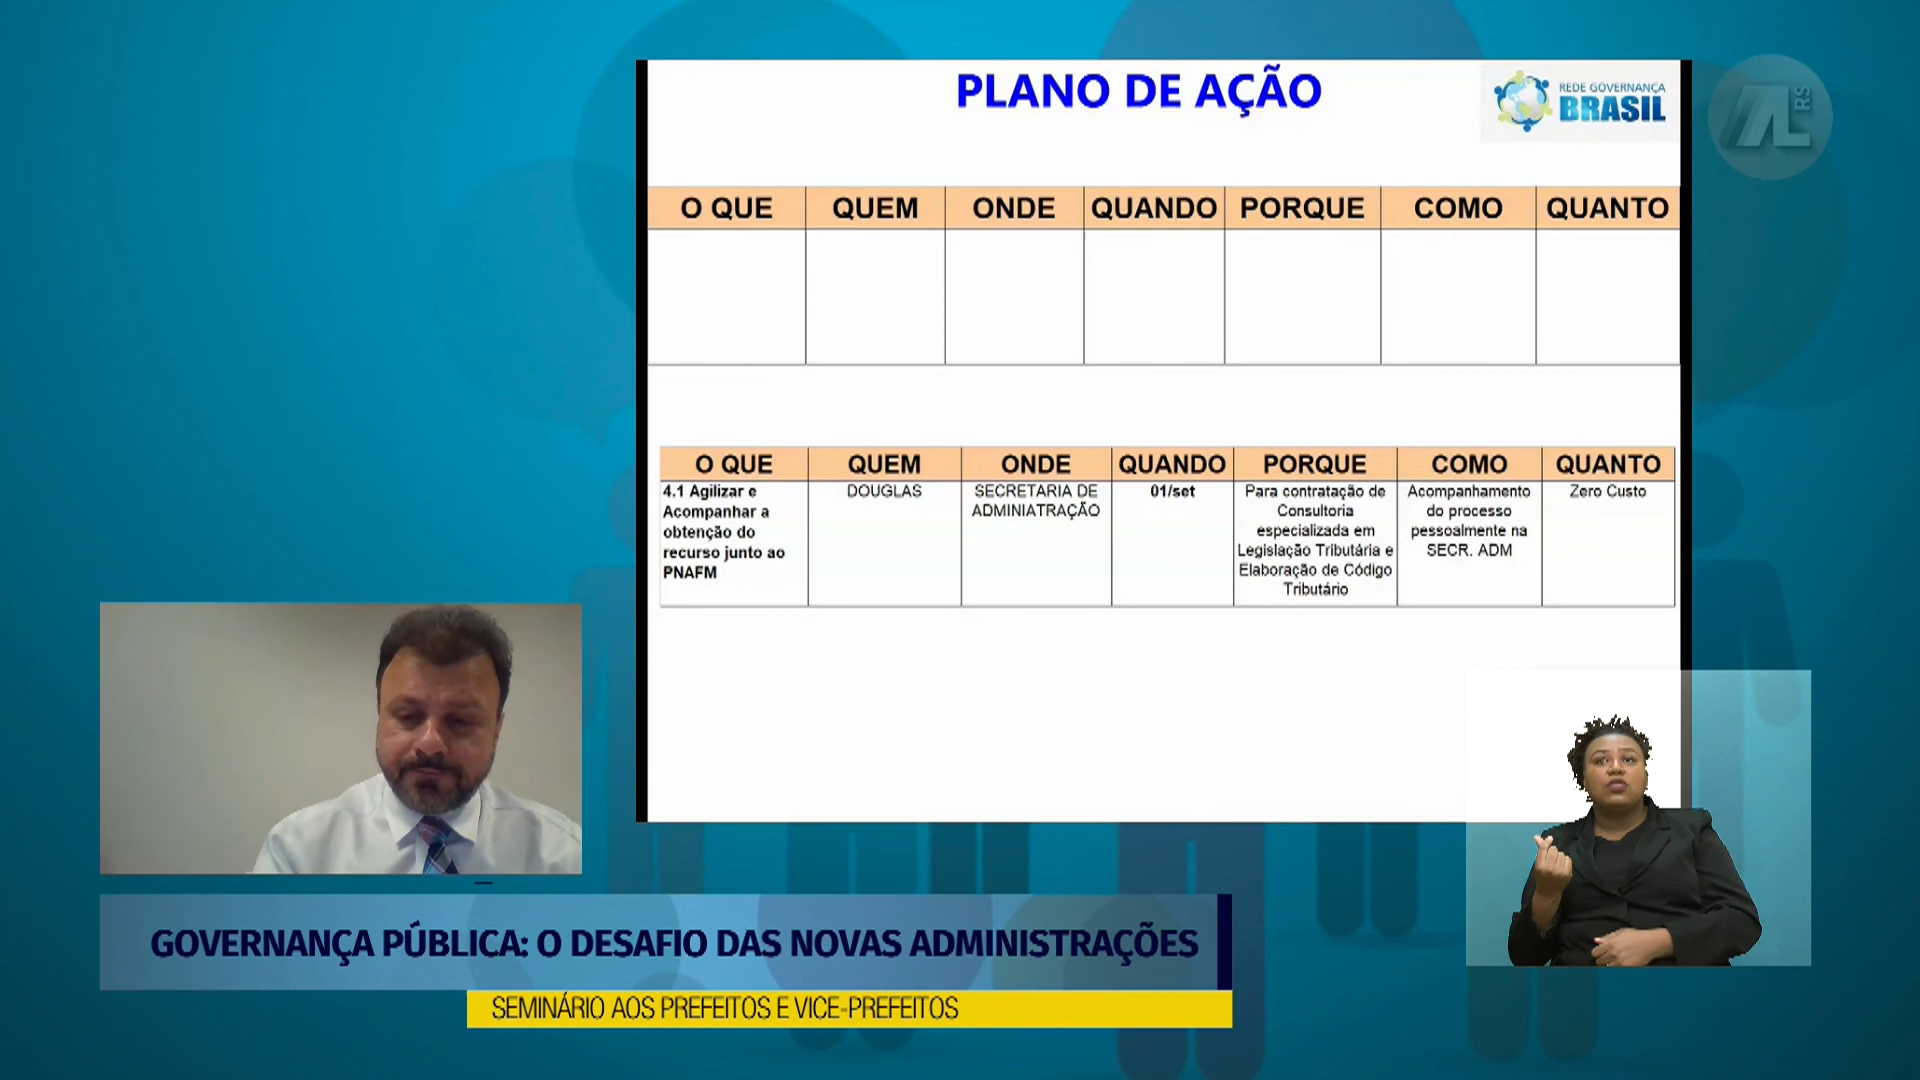 PLANO DE AÇÃO
REDE GOVERNANÇA
BRASIL
AL
RS
O QUE QUEM ONDE QUANDO PORQUE COMO QUANTO
O QUE QUEM ONDE QUANDO PORQUE COMO QUANTO
4.1 Agilizar e
Acompanhar a
obtenção do
recurso junto ao
PNAFM
DOUGLAS
SECRETARIA DE
ADMINIATRAÇÃO
01/set
Para contratação de
Consultoria
especializada em
Legislação Tributária e
Elaboração de Código
Tributário
Acompanhamento
do processo
pessoalmente na
SECR. ADM
Zero Custo
GOVERNANÇA PÚBLICA: O DESAFIO DAS NOVAS ADMINISTRAÇÕES
SEMINÁRIO AOS PREFEITOS E VICE-PREFEITOS